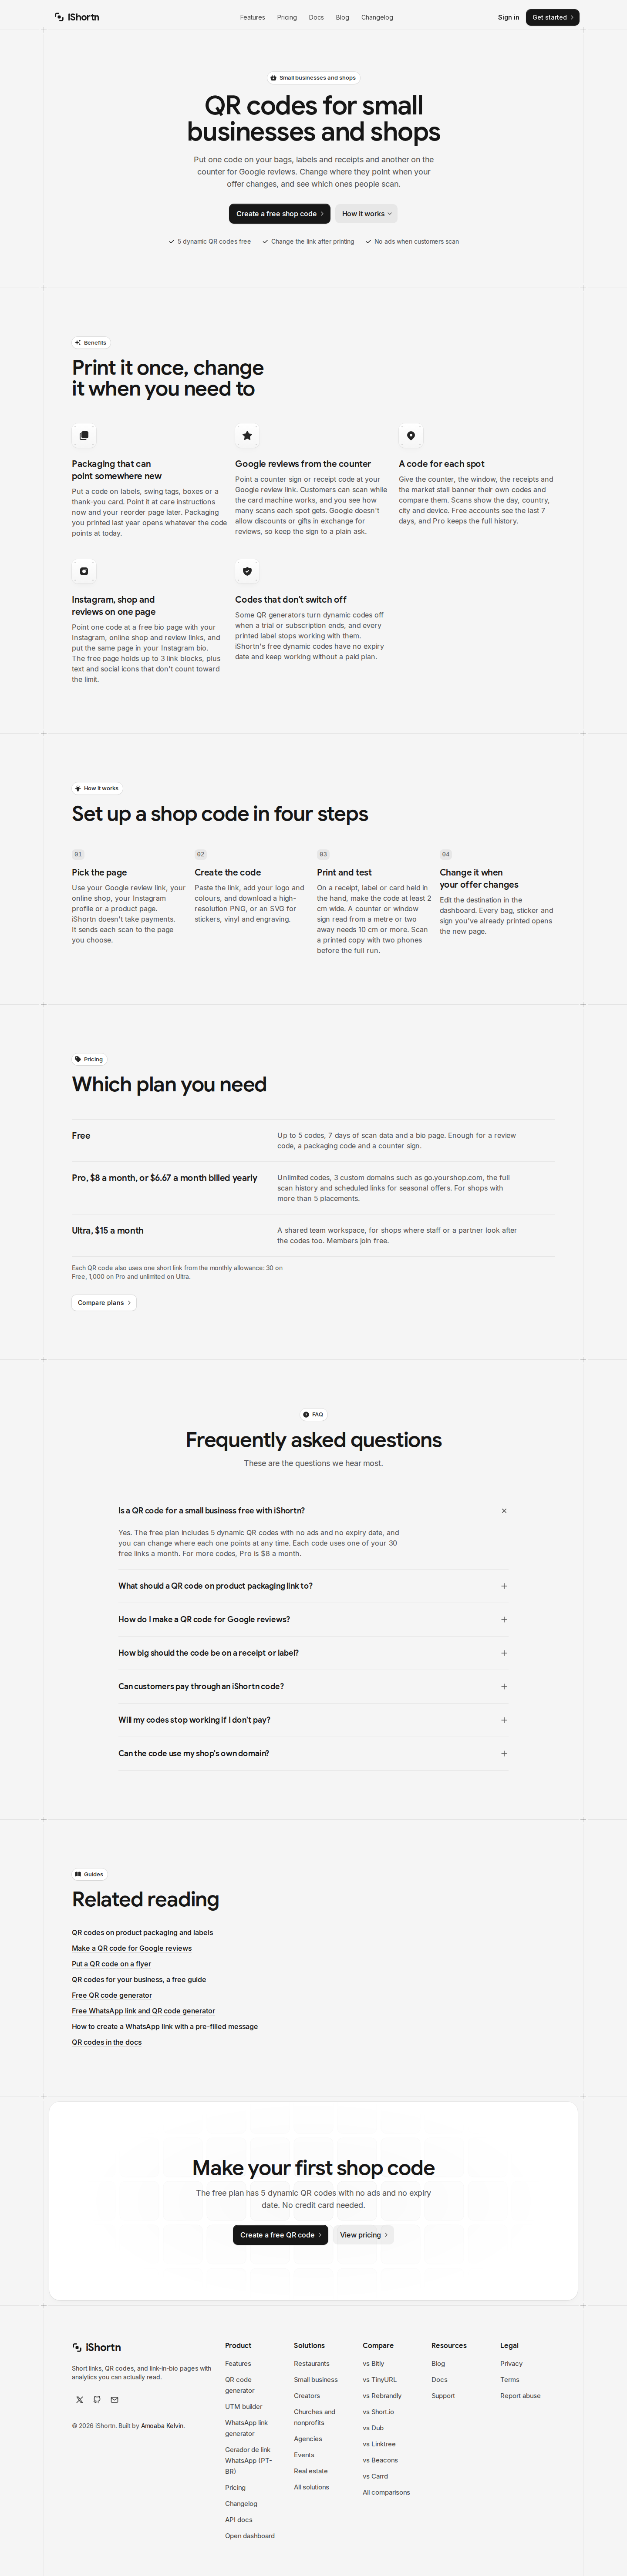 iShortn
Features
Pricing
Docs
Blog
Changelog
Sign in
Get started
Small businesses and shops
QR codes for small
businesses and shops
Put one code on your bags, labels and receipts and another on the
counter for Google reviews. Change where they point when your
offer changes, and see which ones people scan.
Create a free shop code
How it works
5 dynamic QR codes free
Change the link after printing
No ads when customers scan
Benefits
Print it once, change
it when you need to
Packaging that can
point somewhere new
Put a code on labels, swing tags, boxes or a
thank-you card. Point it at care instructions
now and your reorder page later. Packaging
you printed last year opens whatever the code
points at today.
Google reviews from the counter
Point a counter sign or receipt code at your
Google review link. Customers can scan while
the card machine works, and you see how
many scans each spot gets. Google doesn't
allow discounts or gifts in exchange for
reviews, so keep the sign to a plain ask.
A code for each spot
Give the counter, the window, the receipts and
the market stall banner their own codes and
compare them. Scans show the day, country,
city and device. Free accounts see the last 7
days, and Pro keeps the full history.
Instagram, shop and
reviews on one page
Point one code at a free bio page with your
Instagram, online shop and review links, and
put the same page in your Instagram bio.
The free page holds up to 3 link blocks, plus
text and social icons that don't count toward
the limit.
Codes that don't switch off
Some QR generators turn dynamic codes off
when a trial or subscription ends, and every
printed label stops working with them.
iShortn's free dynamic codes have no expiry
date and keep working without a paid plan.
How it works
Set up a shop code in four steps
01
Pick the page
Use your Google review link, your
online shop, your Instagram
profile or a product page.
iShortn doesn't take payments.
It sends each scan to the page
you choose.
02
Create the code
Paste the link, add your logo and
colours, and download a high-
resolution PNG, or an SVG for
stickers, vinyl and engraving.
03
Print and test
On a receipt, label or card held in
the hand, make the code at least 2
cm wide. A counter or window
sign read from a metre or two
away needs 10 cm or more. Scan
a printed copy with two phones
before the full run.
04
Change it when
your offer changes
Edit the destination in the
dashboard. Every bag, sticker and
sign you've already printed opens
the new page.
Pricing
Which plan you need
Free
Up to 5 codes, 7 days of scan data and a bio page. Enough for a review
code, a packaging code and a counter sign.
Pro, $8 a month, or $6.67 a month billed yearly
Unlimited codes, 3 custom domains such as go.yourshop.com, the full
scan history and scheduled links for seasonal offers. For shops with
more than 5 placements.
Ultra, $15 a month
A shared team workspace, for shops where staff or a partner look after
the codes too. Members join free.
Each QR code also uses one short link from the monthly allowance: 30 on
Free, 1,000 on Pro and unlimited on Ultra.
Compare plans
FAQ
Frequently asked questions
These are the questions we hear most.
Is a QR code for a small business free with iShortn?
Yes. The free plan includes 5 dynamic QR codes with no ads and no expiry date, and
you can change where each one points at any time. Each code uses one of your 30
free links a month. For more codes, Pro is $8 a month.
What should a QR code on product packaging link to?
How do I make a QR code for Google reviews?
How big should the code be on a receipt or label?
Can customers pay through an iShortn code?
Will my codes stop working if I don't pay?
Can the code use my shop's own domain?
Guides
Related reading
QR codes on product packaging and labels
Make a QR code for Google reviews
Put a QR code on a flyer
QR codes for your business, a free guide
Free QR code generator
Free WhatsApp link and QR code generator
How to create a WhatsApp link with a pre-filled message
QR codes in the docs
Make your first shop code
The free plan has 5 dynamic QR codes with no ads and no expiry
date. No credit card needed.
Create a free QR code
View pricing
iShortn
Short links, QR codes, and link-in-bio pages with
analytics you can actually read.
© 2026 iShortn. Built by Amoaba Kelvin.
Product
Features
QR code
generator
UTM builder
WhatsApp link
generator
Gerador de link
WhatsApp (PT-
BR)
Pricing
Changelog
API docs
Open dashboard
Solutions
Restaurants
Small business
Creators
Churches and
nonprofits
Agencies
Events
Real estate
All solutions
Compare
vs Bitly
vs TinyURL
vs Rebrandly
vs Short.io
vs Dub
vs Linktree
vs Beacons
vs Carrd
All comparisons
Resources
Blog
Docs
Support
Legal
Privacy
Terms
Report abuse